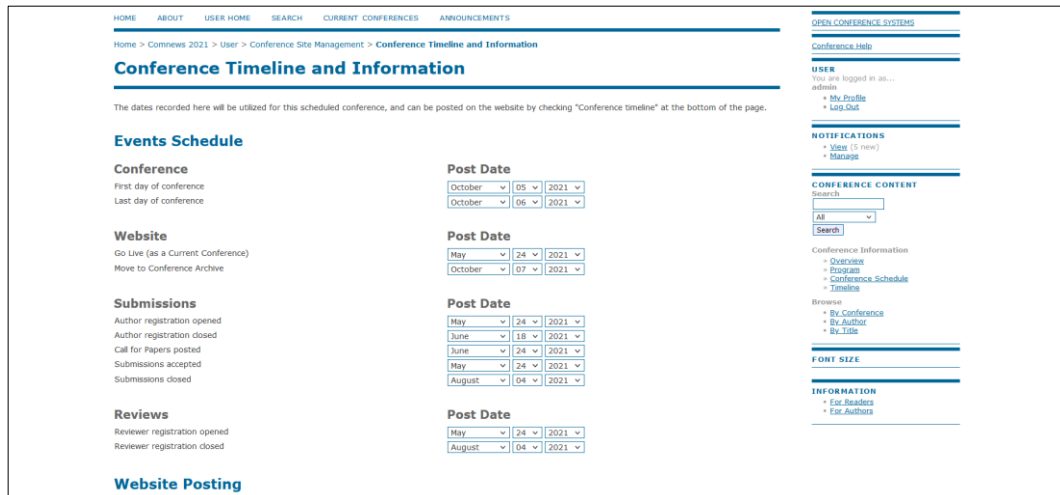 HOME ABOUT USER HOME SEARCH CURRENT CONFERENCES ANNOUNCEMENTS
Home > Comnews 2021 > User > Conference Site Management > Conference Timeline and Information
Conference Timeline and Information
The dates recorded here will be utilized for this scheduled conference, and can be posted on the website by checking "Conference timeline" at the bottom of the page.
Events Schedule
Conference Post Date
First day of conference October 05 2021
Last day of conference October 06 2021
Website Post Date
Go Live (as a Current Conference) May 24 2021
Move to Conference Archive October 07 2021
Submissions Post Date
Author registration opened May 24 2021
Author registration closed June 18 2021
Call for Papers posted June 24 2021
Submissions accepted May 24 2021
Submissions closed August 04 2021
Reviews Post Date
Reviewer registration opened May 24 2021
Reviewer registration closed August 04 2021
Website Posting
OPEN CONFERENCE SYSTEMS
Conference Help
USER
You are logged in as...
admin
My Profile
Log Out
NOTIFICATIONS
View (5 new)
Manage
CONFERENCE CONTENT
Search
All
Search
Conference Information
Overview
Program
Conference Schedule
Timeline
Browse
By Conference
By Author
By Title
FONT SIZE
INFORMATION
For Readers
For Authors